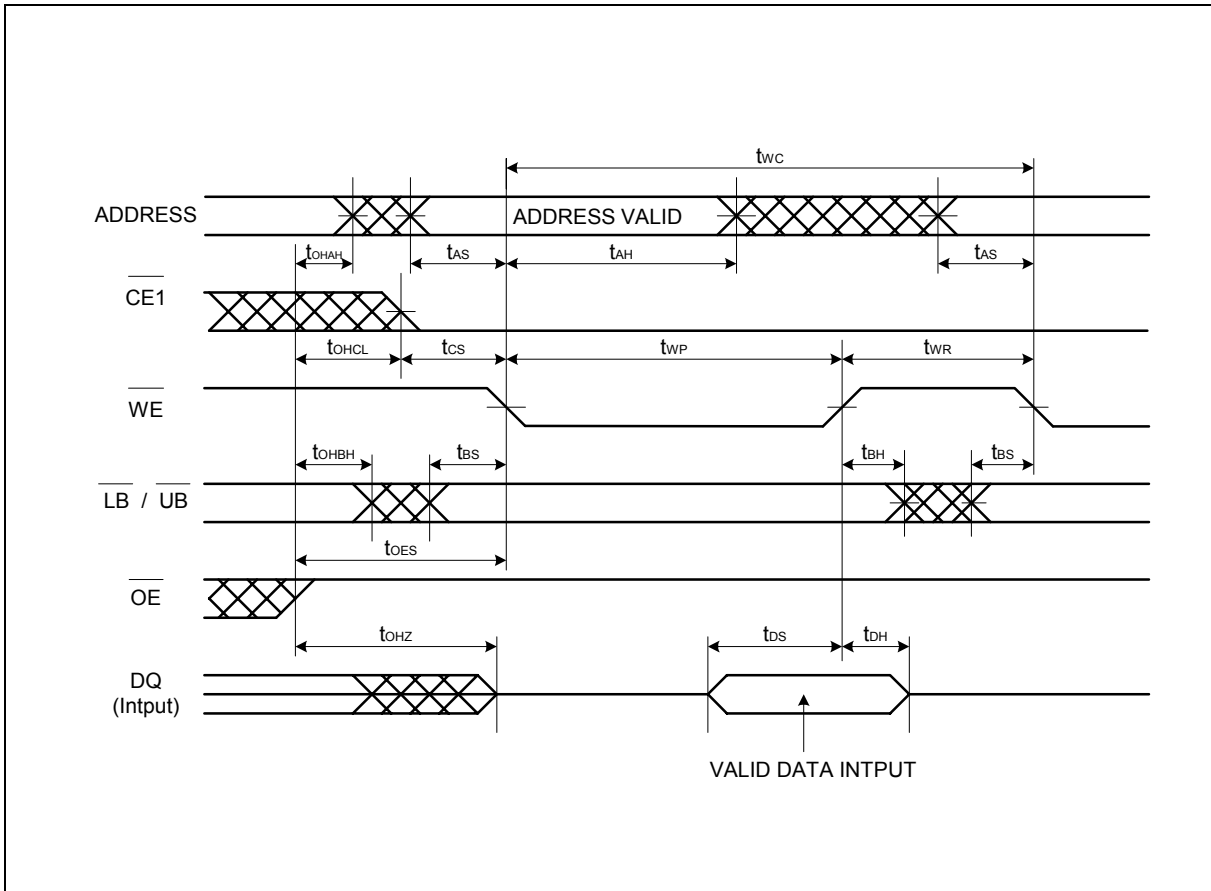 tWC
ADDRESS
ADDRESS VALID
tOHAH
tAS
tAH
tAS
CE1
tOHCL
tCS
tWP
tWR
WE
tOHBH
tBS
tBH
tBS
LB / UB
tOES
OE
tOHZ
tDS
tDH
DQ
(Intput)
VALID DATA INTPUT